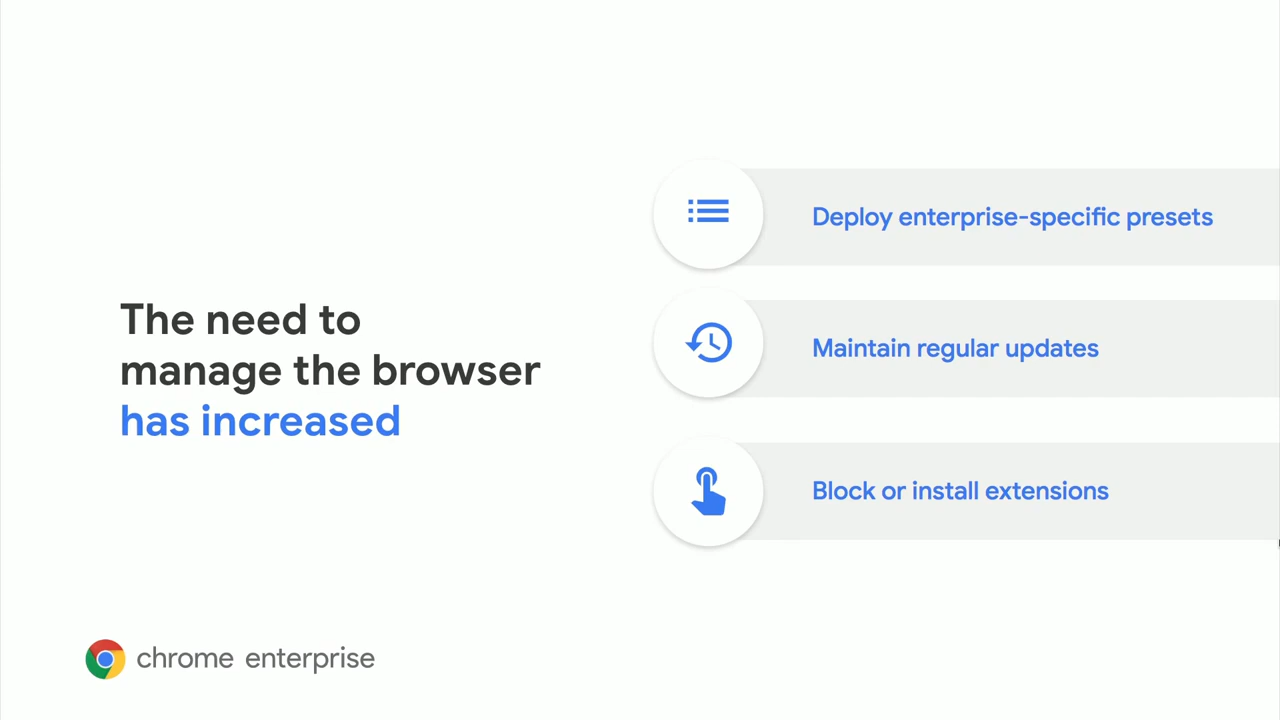 The need to
manage the browser
has increased
Deploy enterprise-specific presets
Maintain regular updates
Block or install extensions
chrome enterprise